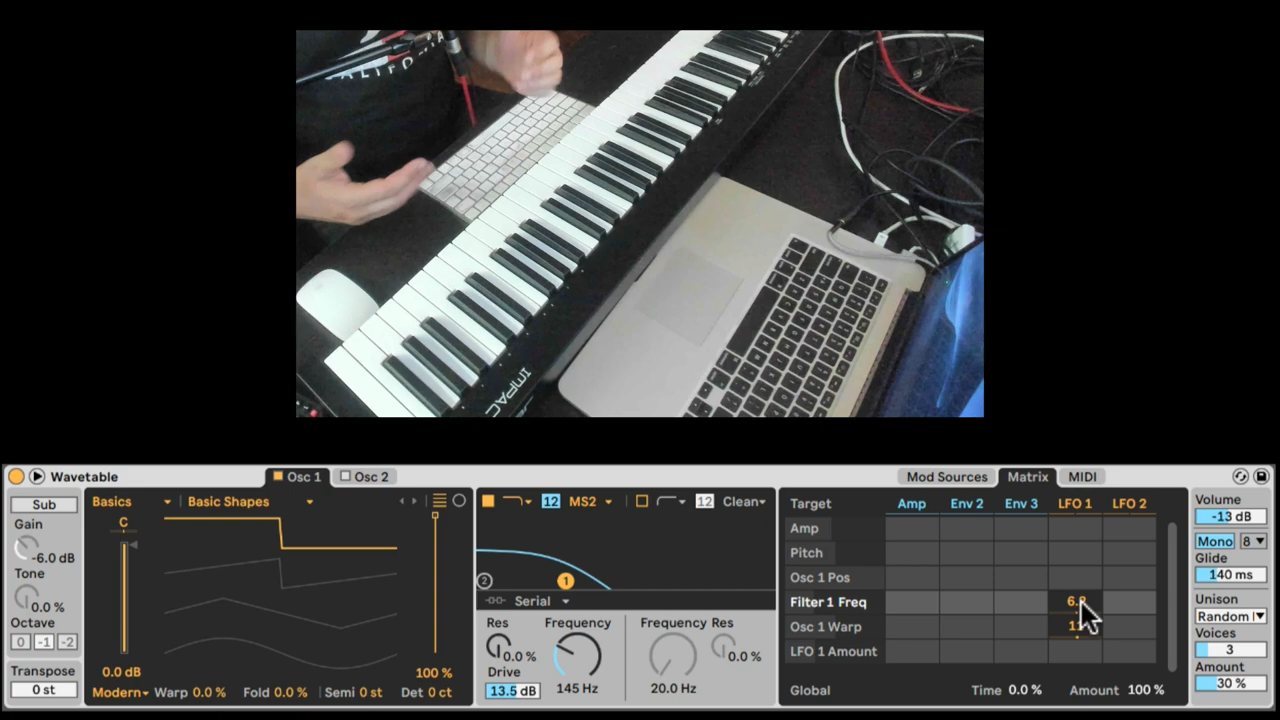 IMPAC
Wavetable
Osc 1
Osc 2
Mod Sources
Matrix
MIDI
Sub
Gain
-6.0 dB
Tone
0.0 %
Octave
0 -1 -2
Transpose
0 st
Basics
Basic Shapes
C
0.0 dB
100 %
Modern
Warp 0.0 %
Fold 0.0 %
Semi 0 st
Det 0 ct
12
MS2
12
Clean
2
1
Serial
Res
0.0 %
Drive
13.5 dB
Frequency
145 Hz
Frequency
20.0 Hz
Res
0.0 %
Target
Amp
Env 2
Env 3
LFO 1
LFO 2
Amp
Pitch
Osc 1 Pos
Filter 1 Freq
Osc 1 Warp
LFO 1 Amount
Global
Time 0.0 %
Amount 100 %
Volume
-13 dB
Mono
8
Glide
140 ms
Unison
Voices
3
Amount
30 %